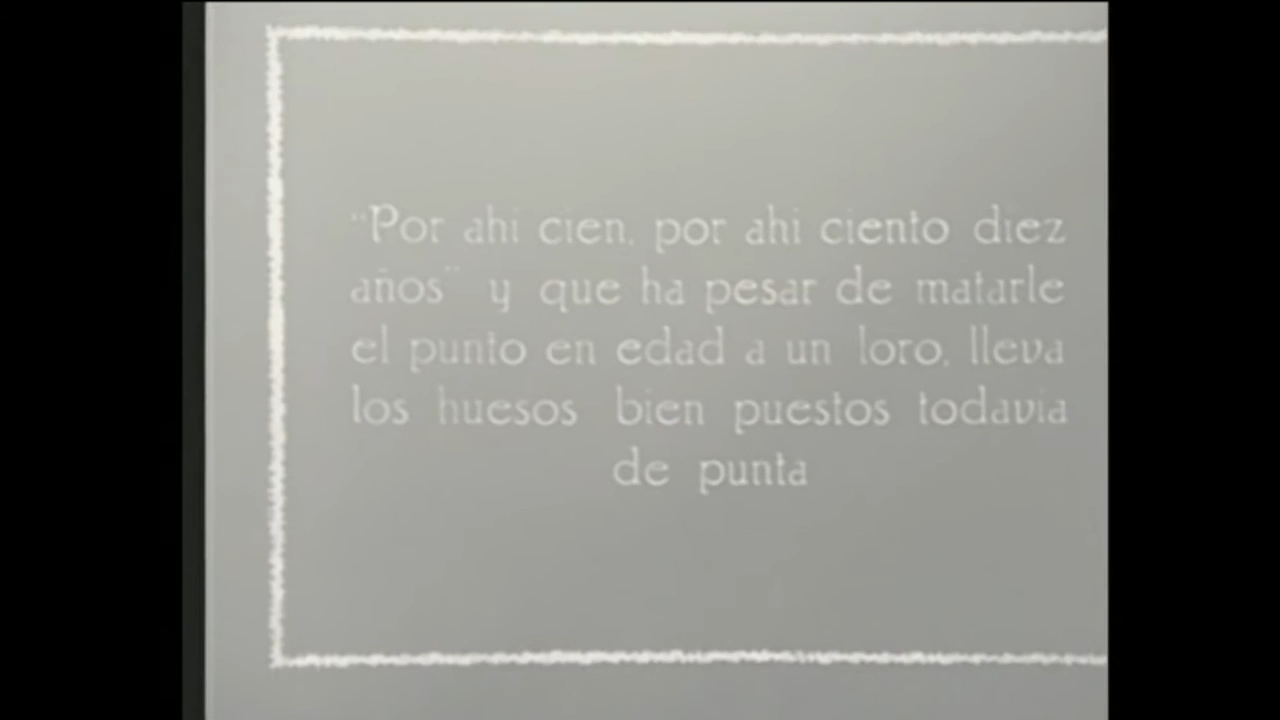 "Por ahi cien, por ahi ciento diez
años" y que ha pesar de matarle
el punto en edad a un loro, lleva
los huesos bien puestos todavia
de punta